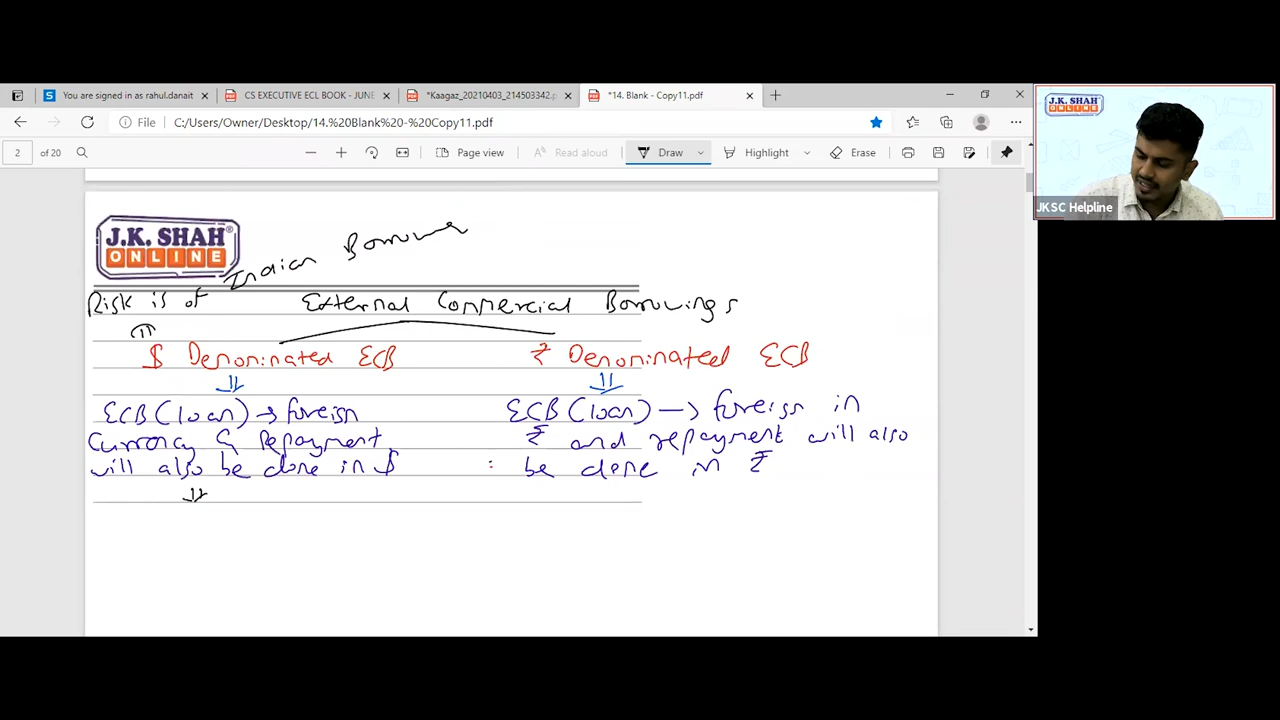 You are signed in as rahul.danait
CS EXECUTIVE ECL BOOK - JUNE
*Kaagaz_20210403_214503342.p
*14. Blank - Copy11.pdf
File C:/Users/Owner/Desktop/14.%20Blank%20-%20Copy11.pdf
2 of 20 Page view Read aloud Draw Highlight Erase
J.K. SHAH
JKSC Helpline
J.K. SHAH®
ONLINE
Indian Borrower
Risk is of
External Commercial Borrowings
$ Denominated ECB
₹ Denominated ECB
ECB (loan) → foreign
Currency & Repayment
will also be done in $
ECB (loan) → foreign in
₹ and repayment will also
be done in ₹